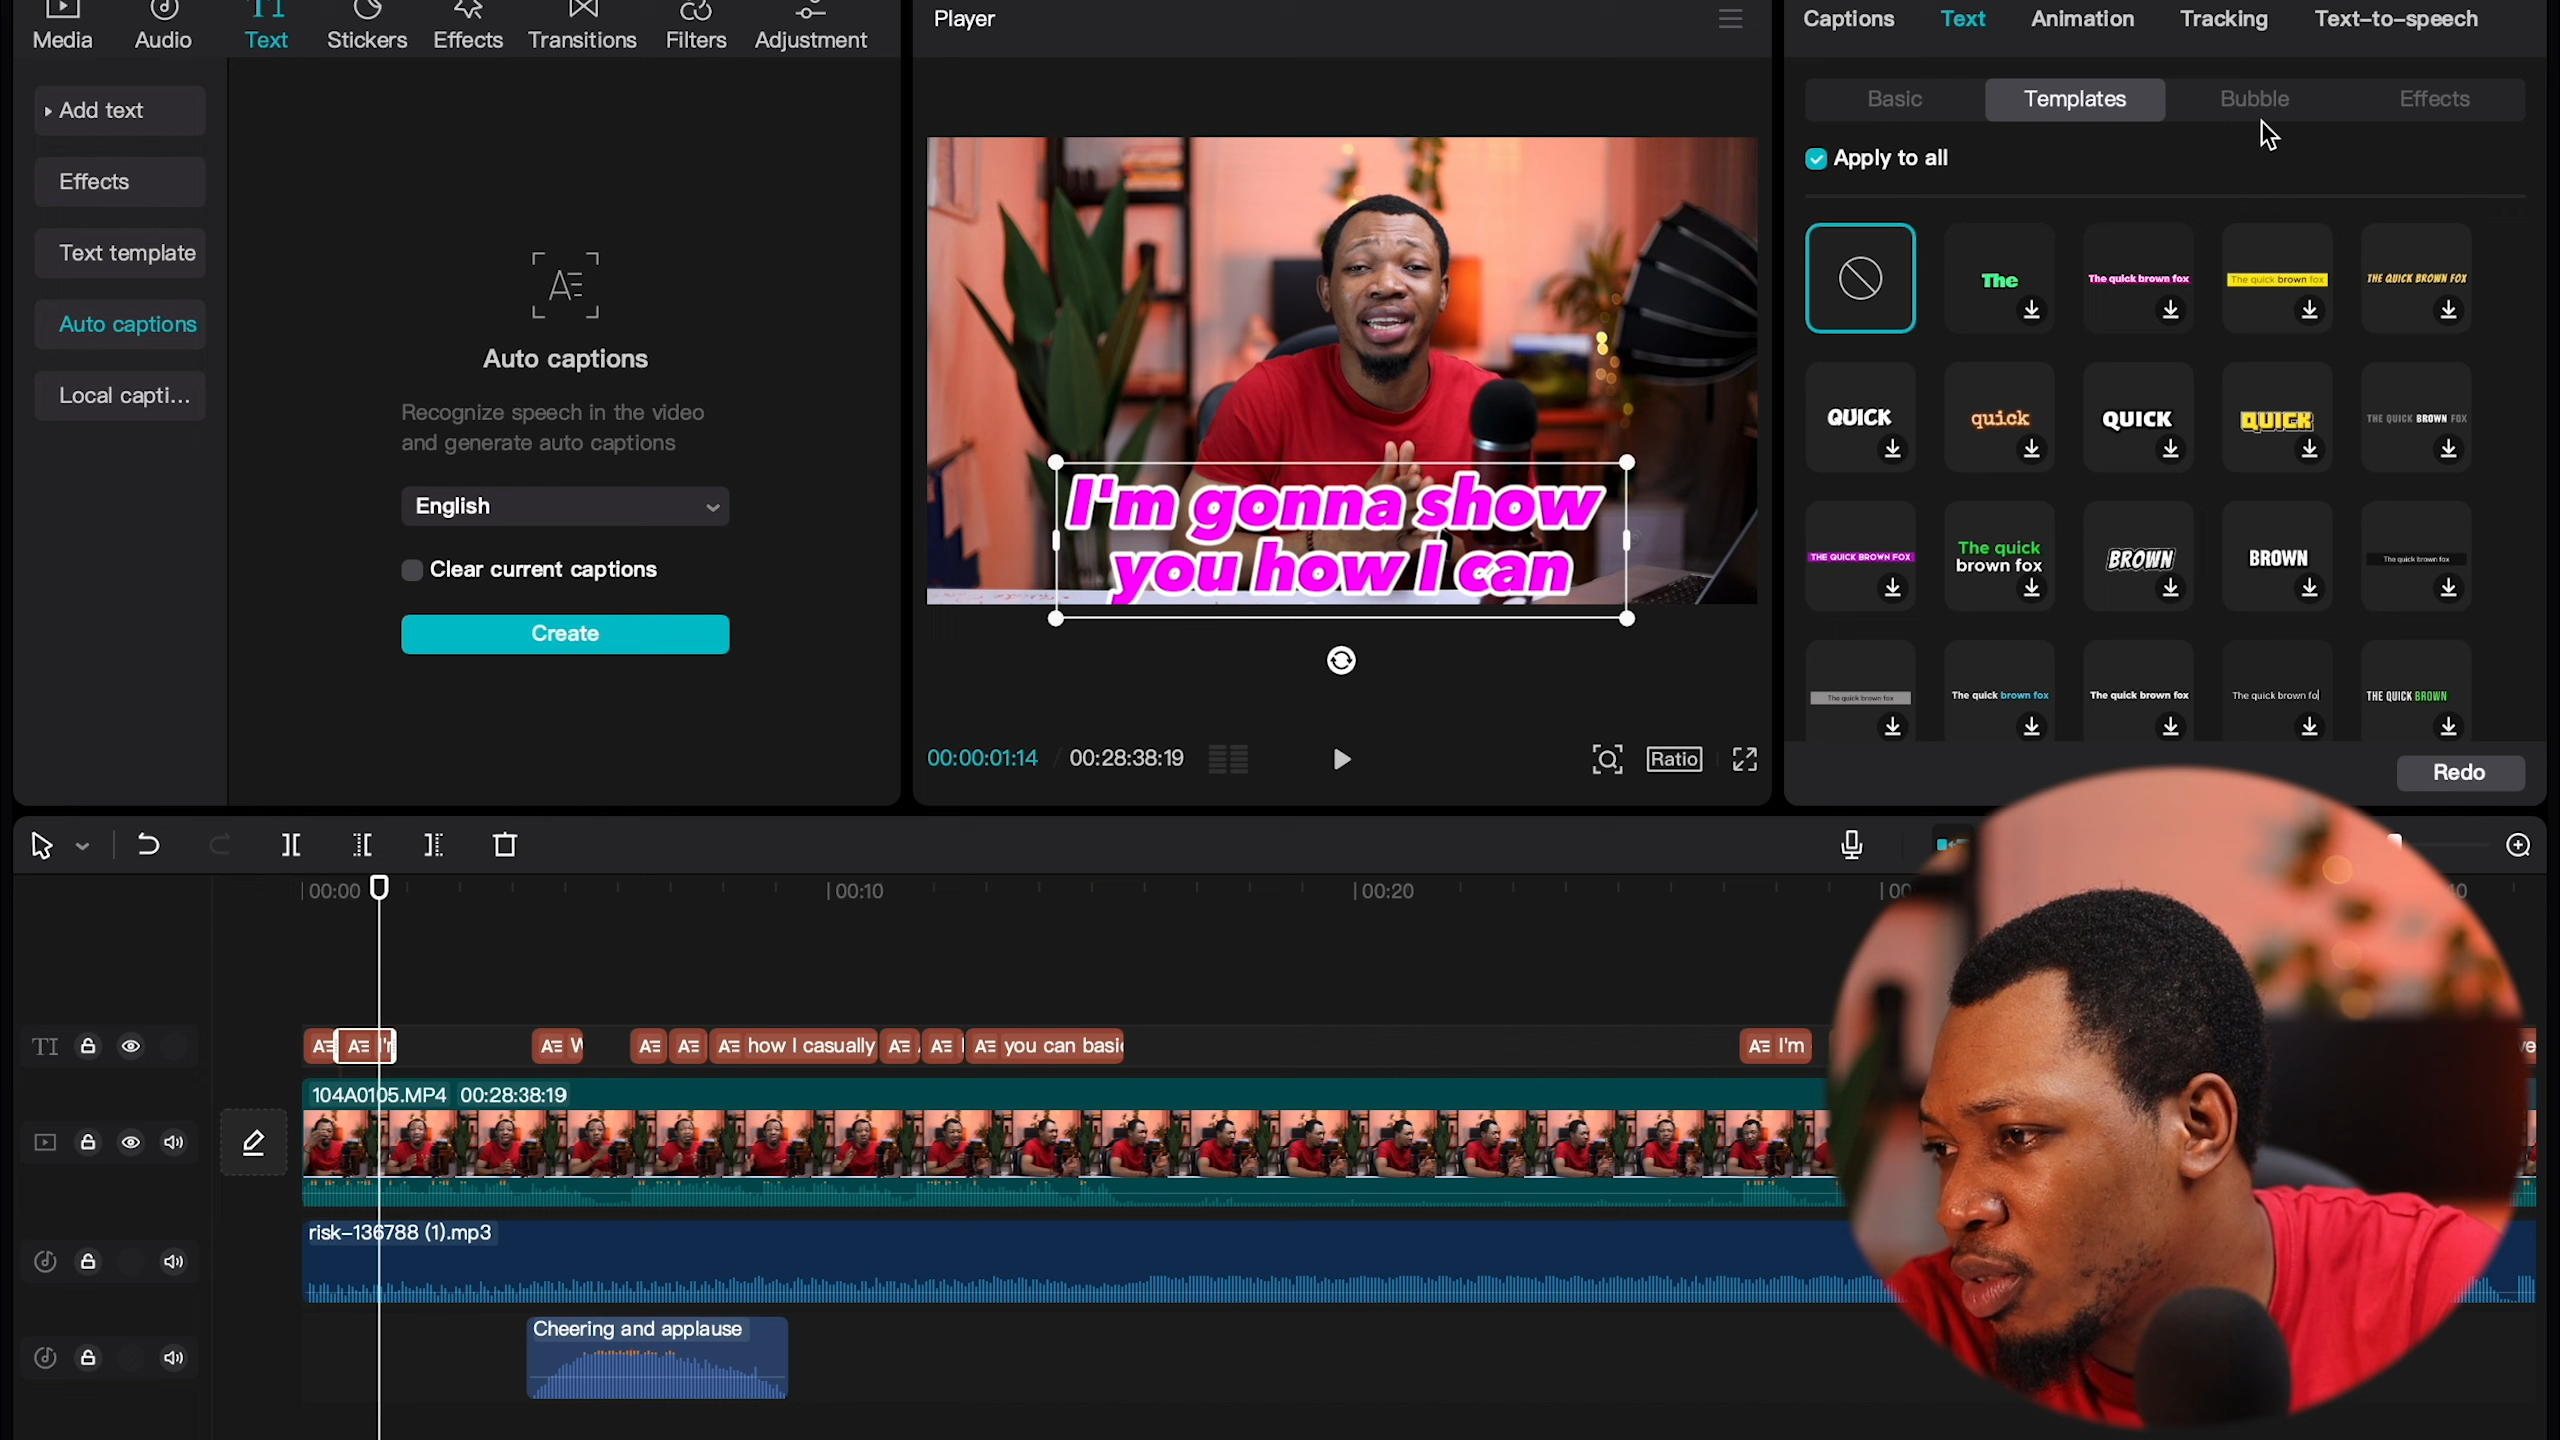 Media
Audio
TI Text
Stickers
Effects
Transitions
Filters
Adjustment
Add text
Effects
Text template
Auto captions
Local capti...
Auto captions
Recognize speech in the video
and generate auto captions
English
Clear current captions
Create
Player
I'm gonna show
you how I can
00:00:01:14 / 00:28:38:19
Ratio
Captions
Text
Animation
Tracking
Text-to-speech
Basic
Templates
Bubble
Effects
Apply to all
The
The quick brown fox
The quick brown fox
THE QUICK BROWN FOX
QUICK
quick
QUICK
QUICK
THE QUICK BROWN FOX
THE QUICK BROWN FOX
The quick
brown fox
BROWN
BROWN
The quick brown fox
The quick brown fox
The quick brown fox
The quick brown fox
The quick brown fo
THE QUICK BROWN
Redo
00:00
00:10
00:20
TI
how I casually
you can basi
I'm
104A0105.MP4 00:28:38:19
risk-136788 (1).mp3
Cheering and applause